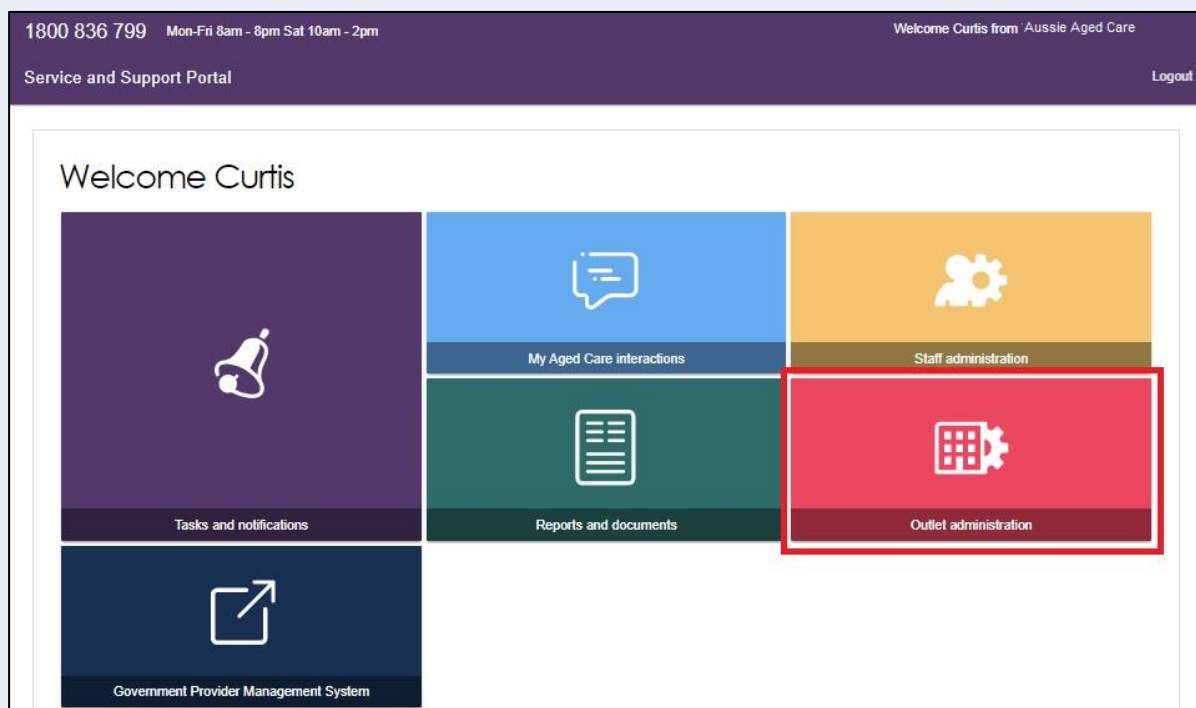 1800 836 799 Mon-Fri 8am - 8pm Sat 10am - 2pm
Welcome Curtis from Aussie Aged Care
Service and Support Portal
Logout
Welcome Curtis
My Aged Care interactions
Staff administration
Tasks and notifications
Reports and documents
Outlet administration
Government Provider Management System